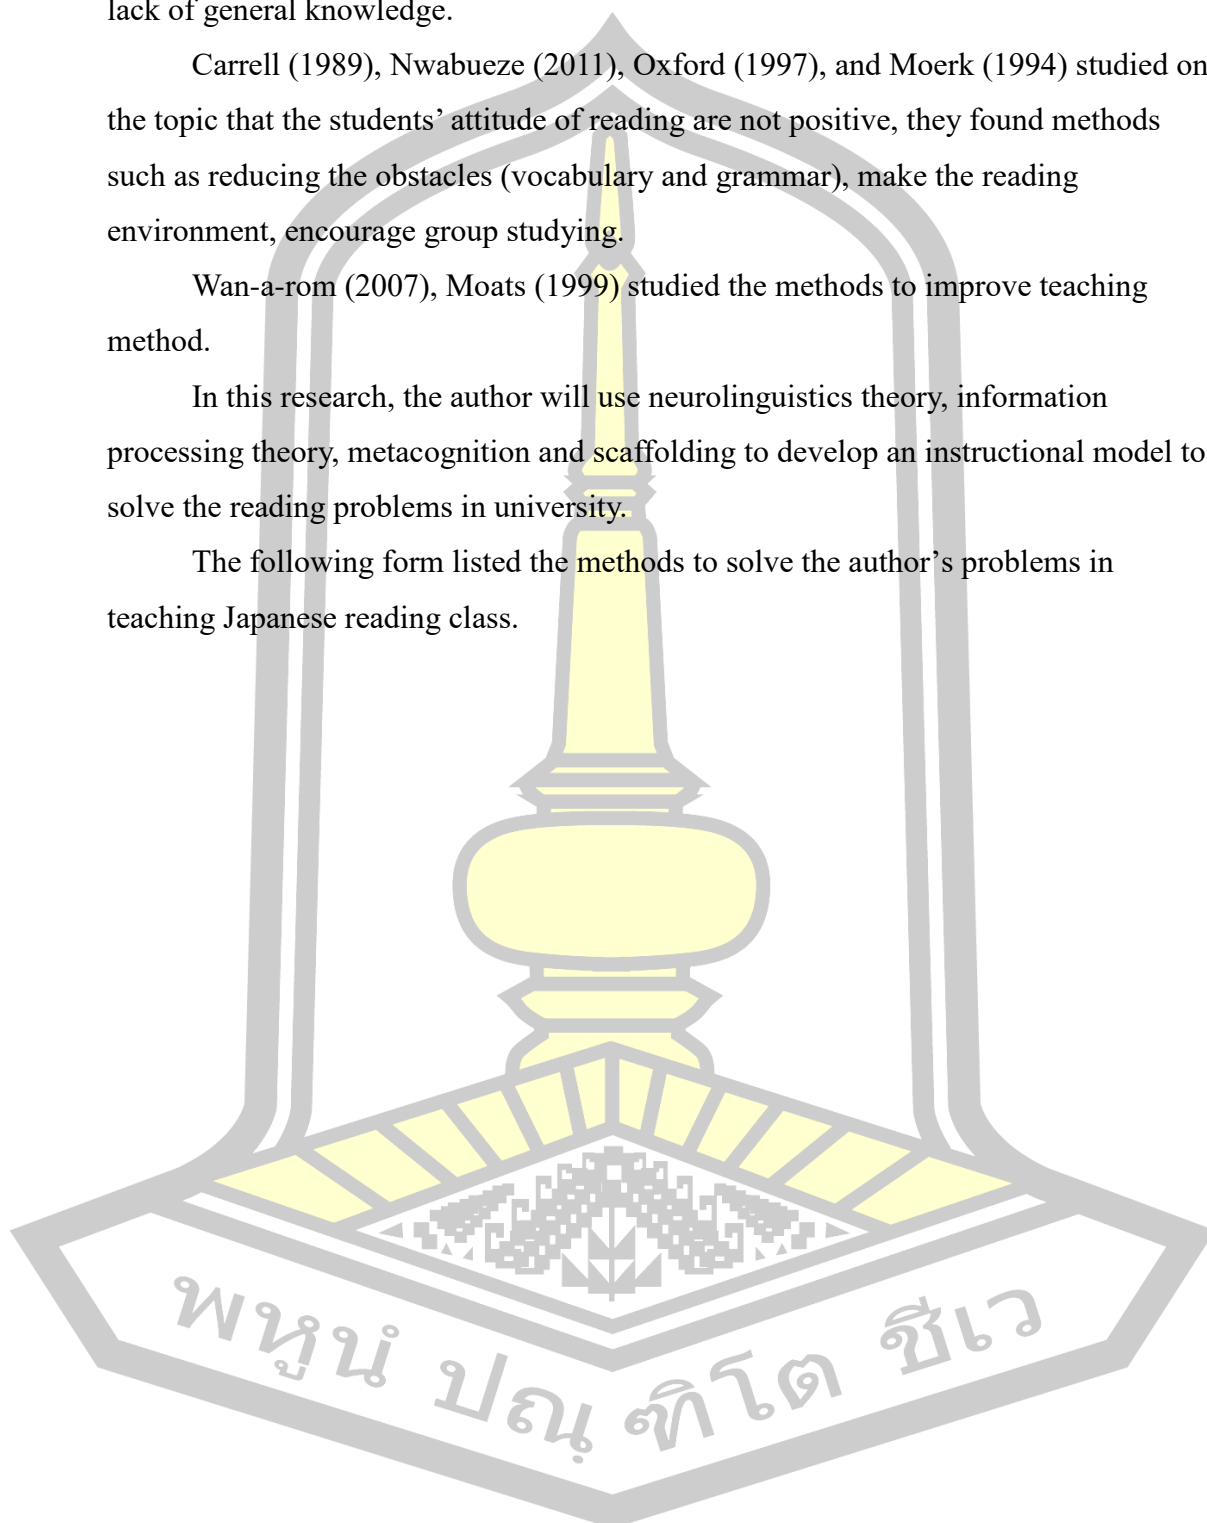 lack of general knowledge.
Carrell (1989), Nwabueze (2011), Oxford (1997), and Moerk (1994) studied on
the topic that the students’ attitude of reading are not positive, they found methods
such as reducing the obstacles (vocabulary and grammar), make the reading
environment, encourage group studying.
Wan-a-rom (2007), Moats (1999) studied the methods to improve teaching
method.
In this research, the author will use neurolinguistics theory, information
processing theory, metacognition and scaffolding to develop an instructional model to
solve the reading problems in university.
The following form listed the methods to solve the author’s problems in
teaching Japanese reading class.
พหูนํ ปณฺ ฑิโต ชีเว